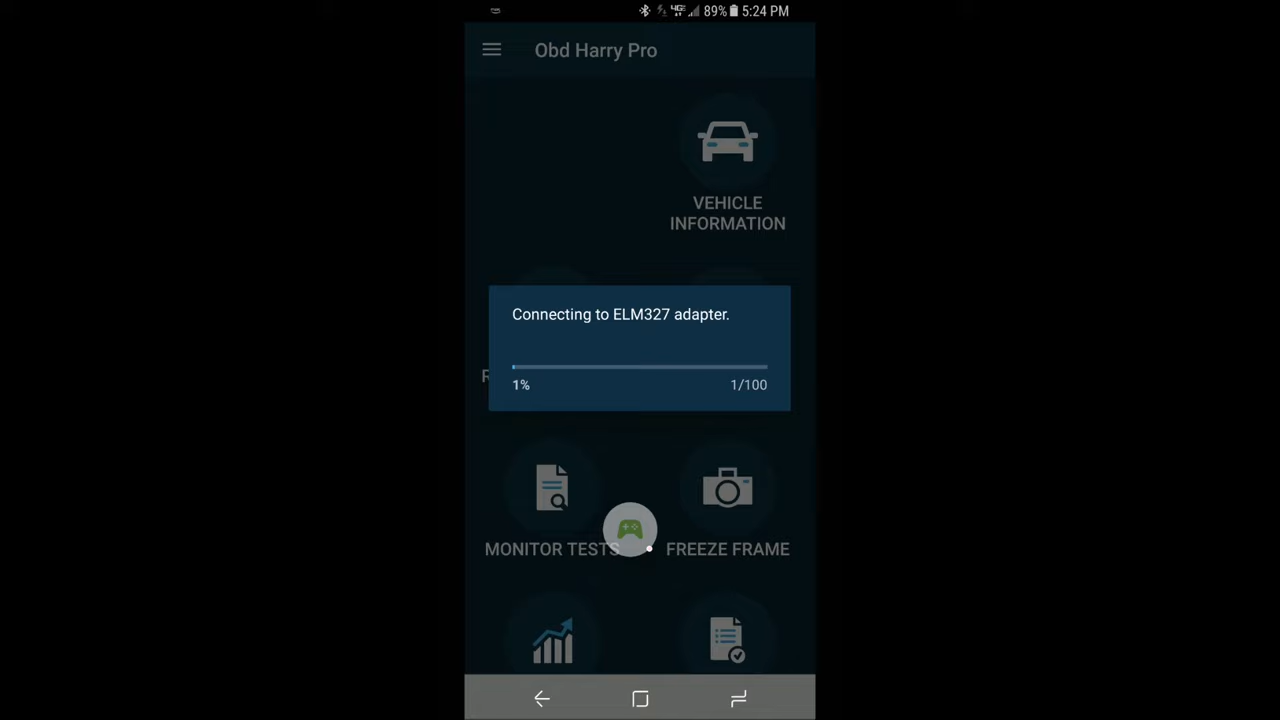 89% 5:24 PM
Obd Harry Pro
VEHICLE
INFORMATION
Connecting to ELM327 adapter.
1% 1/100
MONITOR TESTS FREEZE FRAME